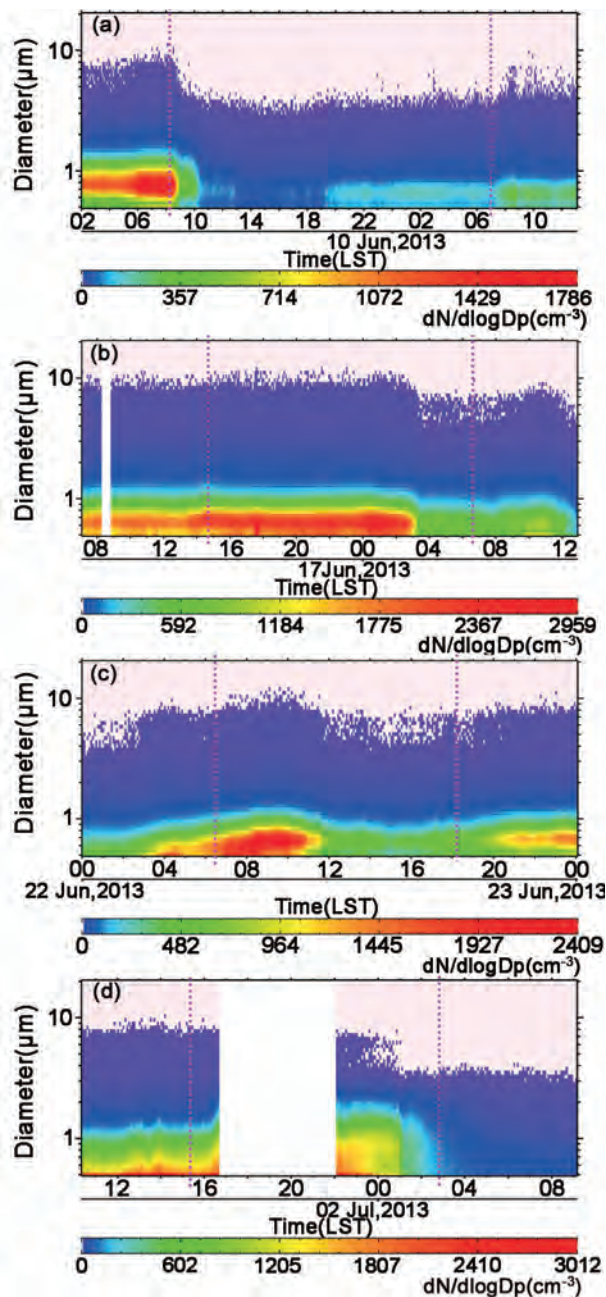 (a)
10
1
Diameter(μm)
02 06 10 14 18 22 02 06 10
10 Jun,2013
Time(LST)
0 357 714 1072 1429 1786
dN/dlogDp(cm-3)
(b)
10
1
Diameter(μm)
08 12 16 20 00 04 08 12
17Jun,2013
Time(LST)
0 592 1184 1775 2367 2959
dN/dlogDp(cm-3)
(c)
10
1
Diameter(μm)
00 04 08 12 16 20 00
22 Jun,2013 23 Jun,2013
Time(LST)
0 482 964 1445 1927 2409
dN/dlogDp(cm-3)
(d)
10
1
Diameter(μm)
12 16 20 00 04 08
02 Jul,2013
Time(LST)
0 602 1205 1807 2410 3012
dN/dlogDp(cm-3)